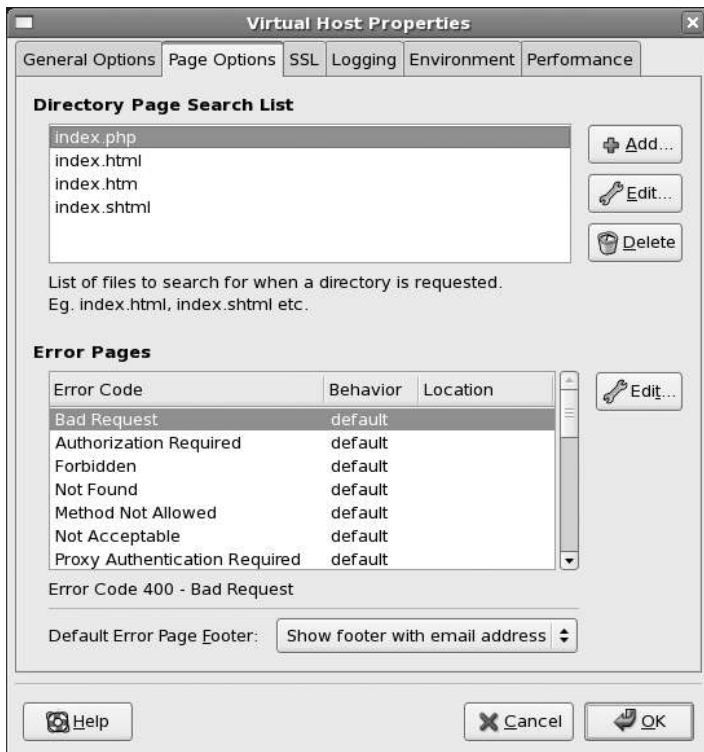 Virtual Host Properties
General Options Page Options SSL Logging Environment Performance
Directory Page Search List
index.php
index.html
index.htm
index.shtml
Add...
Edit...
Delete
List of files to search for when a directory is requested.
Eg. index.html, index.shtml etc.
Error Pages
Error Code Behavior Location
Bad Request default
Authorization Required default
Forbidden default
Not Found default
Method Not Allowed default
Not Acceptable default
Proxy Authentication Required default
Edit...
Error Code 400 - Bad Request
Default Error Page Footer: Show footer with email address
Help Cancel OK